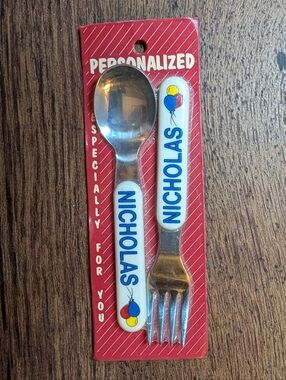 PERSONALIZED
ESPECIALLY FOR YOU
NICHOLAS
NICHOLAS